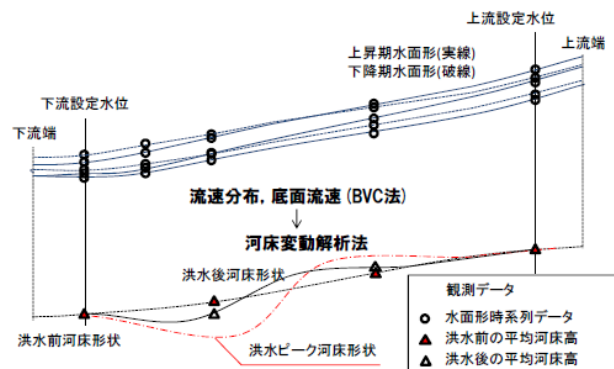 上流設定水位
上流端
上昇期水面形(実線)
下降期水面形(破線)
下流設定水位
下流端
流速分布，底面流速 (BVC法)
河床変動解析法
洪水後河床形状
洪水前河床形状
洪水ピーク河床形状
観測データ
水面形時系列データ
洪水前の平均河床高
洪水後の平均河床高